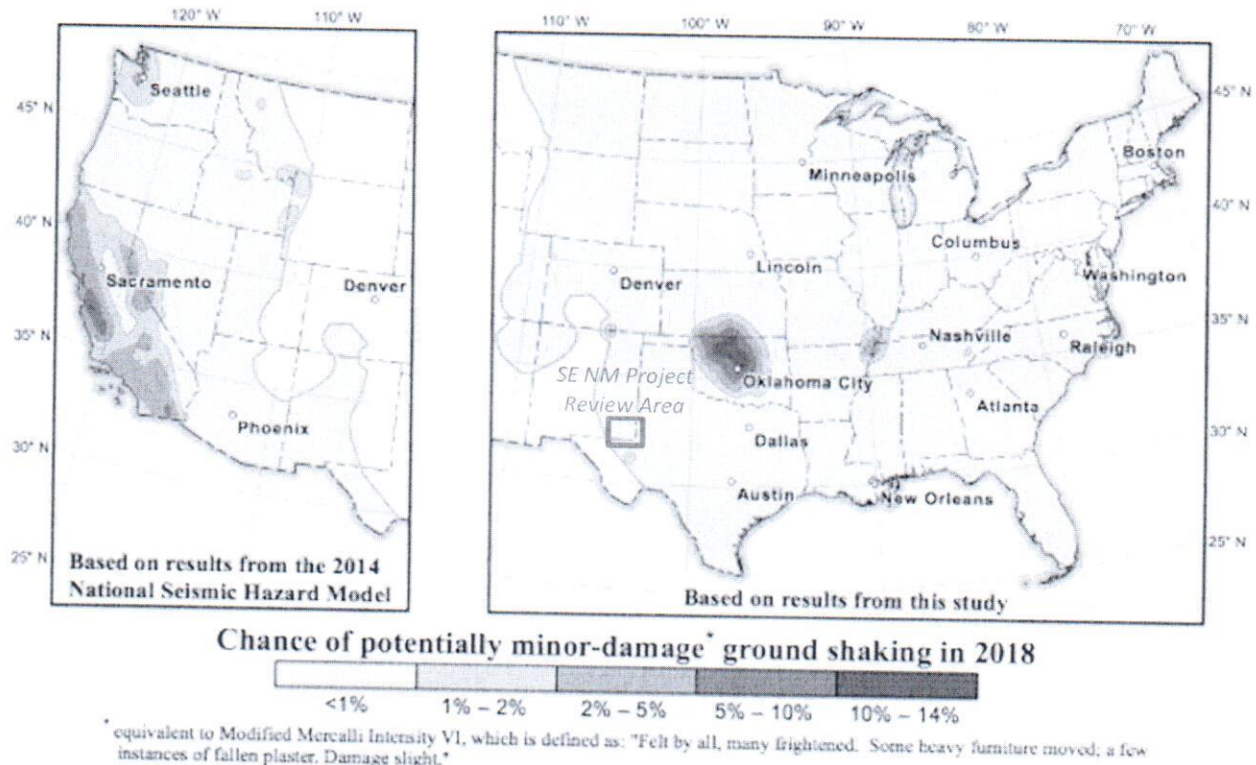 120° W 110° W
110° W 100° W 90° W 80° W 70° W
45° N
40° N
35° N
30° N
25° N
Seattle
Sacramento
Denver
Phoenix
Based on results from the 2014
National Seismic Hazard Model
45° N
40° N
35° N
30° N
25° N
Boston
Minneapolis
Columbus
Lincoln
Washington
Denver
Nashville
Raleigh
SE NM Project
Review Area
Oklahoma City
Atlanta
Dallas
Austin
New Orleans
Based on results from this study
Chance of potentially minor-damage* ground shaking in 2018
<1% 1% – 2% 2% – 5% 5% – 10% 10% – 14%
* equivalent to Modified Mercalli Intensity VI, which is defined as: "Felt by all, many frightened. Some heavy furniture moved; a few
instances of fallen plaster. Damage slight."